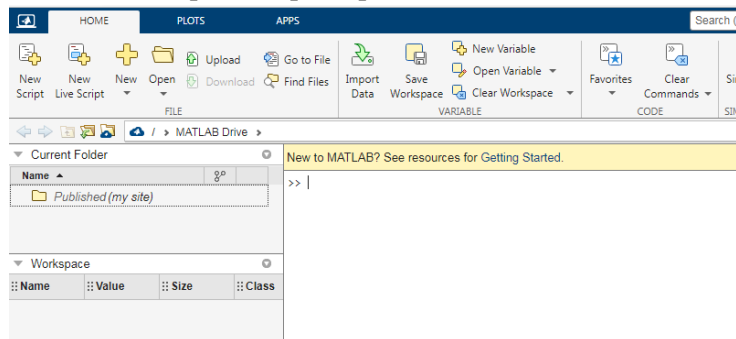 HOME PLOTS APPS Search (
New Script
New Live Script
New
Open
Upload
Download
Go to File
Find Files
FILE
Import Data
Save Workspace
New Variable
Open Variable
Clear Workspace
VARIABLE
Favorites
Clear Commands
CODE
/ > MATLAB Drive >
Current Folder
Name
Published (my site)
Workspace
Name Value Size Class
New to MATLAB? See resources for Getting Started.
>>